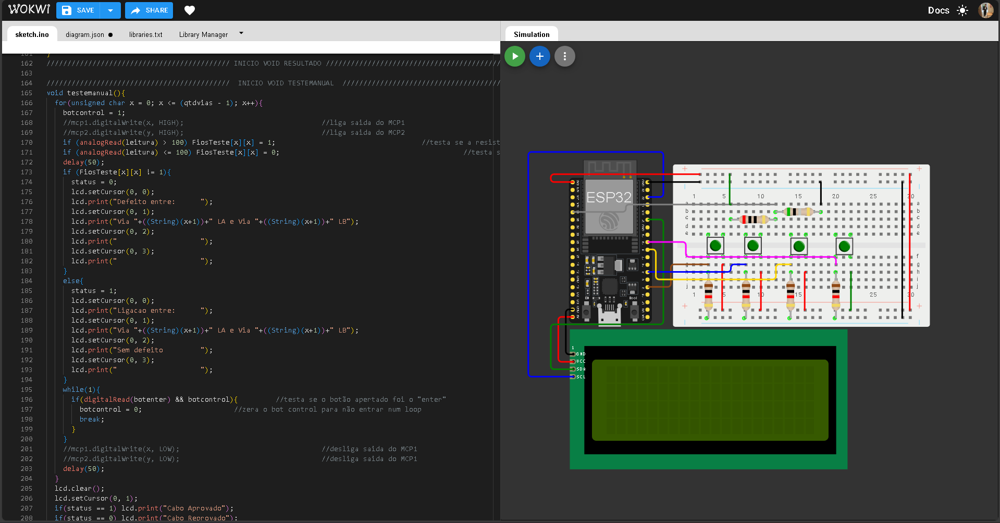 WOKWI SAVE SHARE Docs
sketch.ino diagram.json libraries.txt Library Manager Simulation
161 }
162 //////////////////////////////////////////// INICIO VOID RESULTADO //////////////////////////////////////////
163
164 //////////////////////////////////////////// INICIO VOID TESTEMANUAL //////////////////////////////////////
165 void testemanual(){
166 for(unsigned char x = 0; x <= (qtdvias - 1); x++){
167 botcontrol = 1;
168 //mcp1.digitalWrite(x, HIGH); //liga saida do MCP1
169 //mcp2.digitalWrite(y, HIGH); //liga saida do MCP2
170 if (analogRead(leitura) > 100) FiosTeste[x][x] = 1; //testa se a resist
171 if (analogRead(leitura) <= 100) FiosTeste[x][x] = 0; //testa s
172 delay(50);
173 if (FiosTeste[x][x] != 1){
174 status = 0;
175 lcd.setCursor(0, 0);
176 lcd.print("Defeito entre:      ");
177 lcd.setCursor(0, 1);
178 lcd.print("Via "+((String)(x+1))+" LA e Via "+((String)(x+1))+" LB");
179 lcd.setCursor(0, 2);
180 lcd.print("                    ");
181 lcd.setCursor(0, 3);
182 lcd.print("                    ");
183 }
184 else{
185 status = 1;
186 lcd.setCursor(0, 0);
187 lcd.print("Ligacao entre:      ");
188 lcd.setCursor(0, 1);
189 lcd.print("Via "+((String)(x+1))+" LA e Via "+((String)(x+1))+" LB");
190 lcd.setCursor(0, 2);
191 lcd.print("Sem defeito         ");
192 lcd.setCursor(0, 3);
193 lcd.print("                    ");
194 }
195 while(1){
196 if(digitalRead(botenter) && botcontrol){ //testa se o botão apertado foi o "enter"
197 botcontrol = 0; //zera o bot control para não entrar num loop
198 break;
199 }
200 }
201 //mcp1.digitalWrite(x, LOW); //desliga saida do MCP1
202 //mcp2.digitalWrite(y, LOW); //desliga saida do MCP1
203 delay(50);
204 }
205 lcd.clear();
206 lcd.setCursor(0, 1);
207 if(status == 1) lcd.print("Cabo Aprovado");
208 if(status == 0) lcd.print("Cabo Reprovado");
ESP32
EN Boot
1 5 10 15 20 25 30
a a
b b
c c
d d
e e
f f
g g
h h
i i
j j
1 5 10 15 20 25 30
1
GND
VCC
SDA
SCL